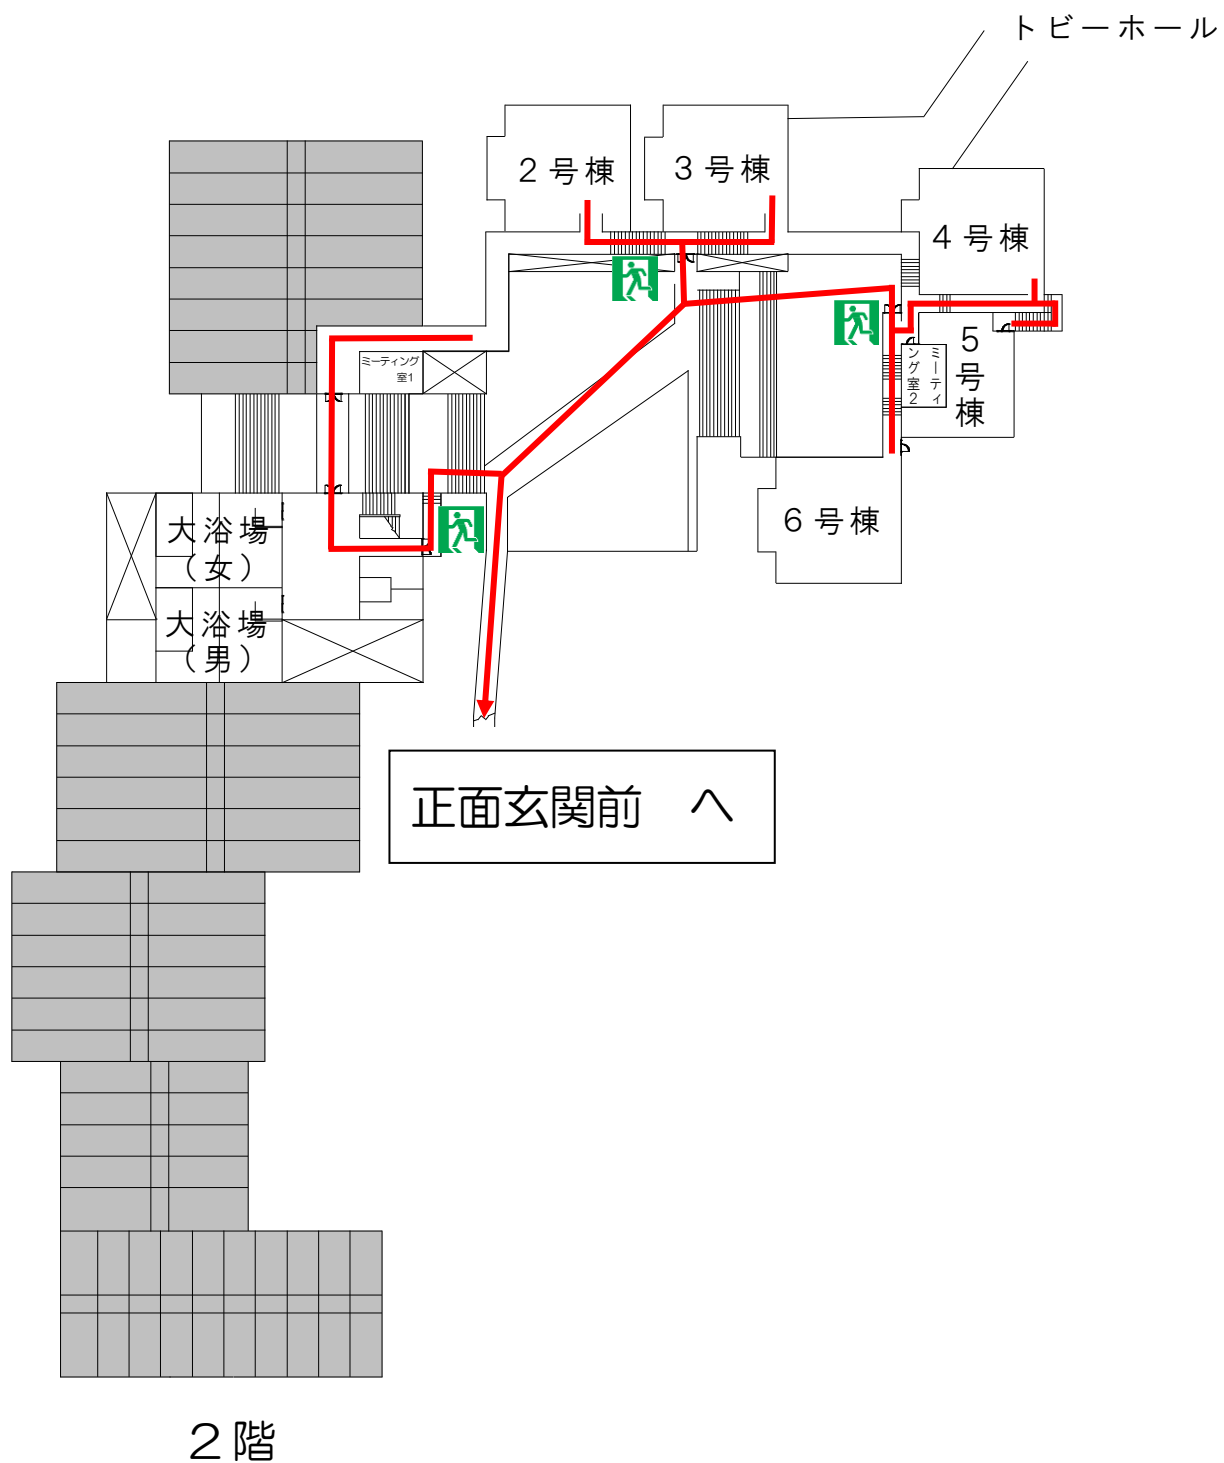 トビーホール
2号棟
3号棟
4号棟
ミーティング
室1
ミーティ
ング室2
5号棟
6号棟
大浴場
（女）
大浴場
（男）
正面玄関前　へ
2階